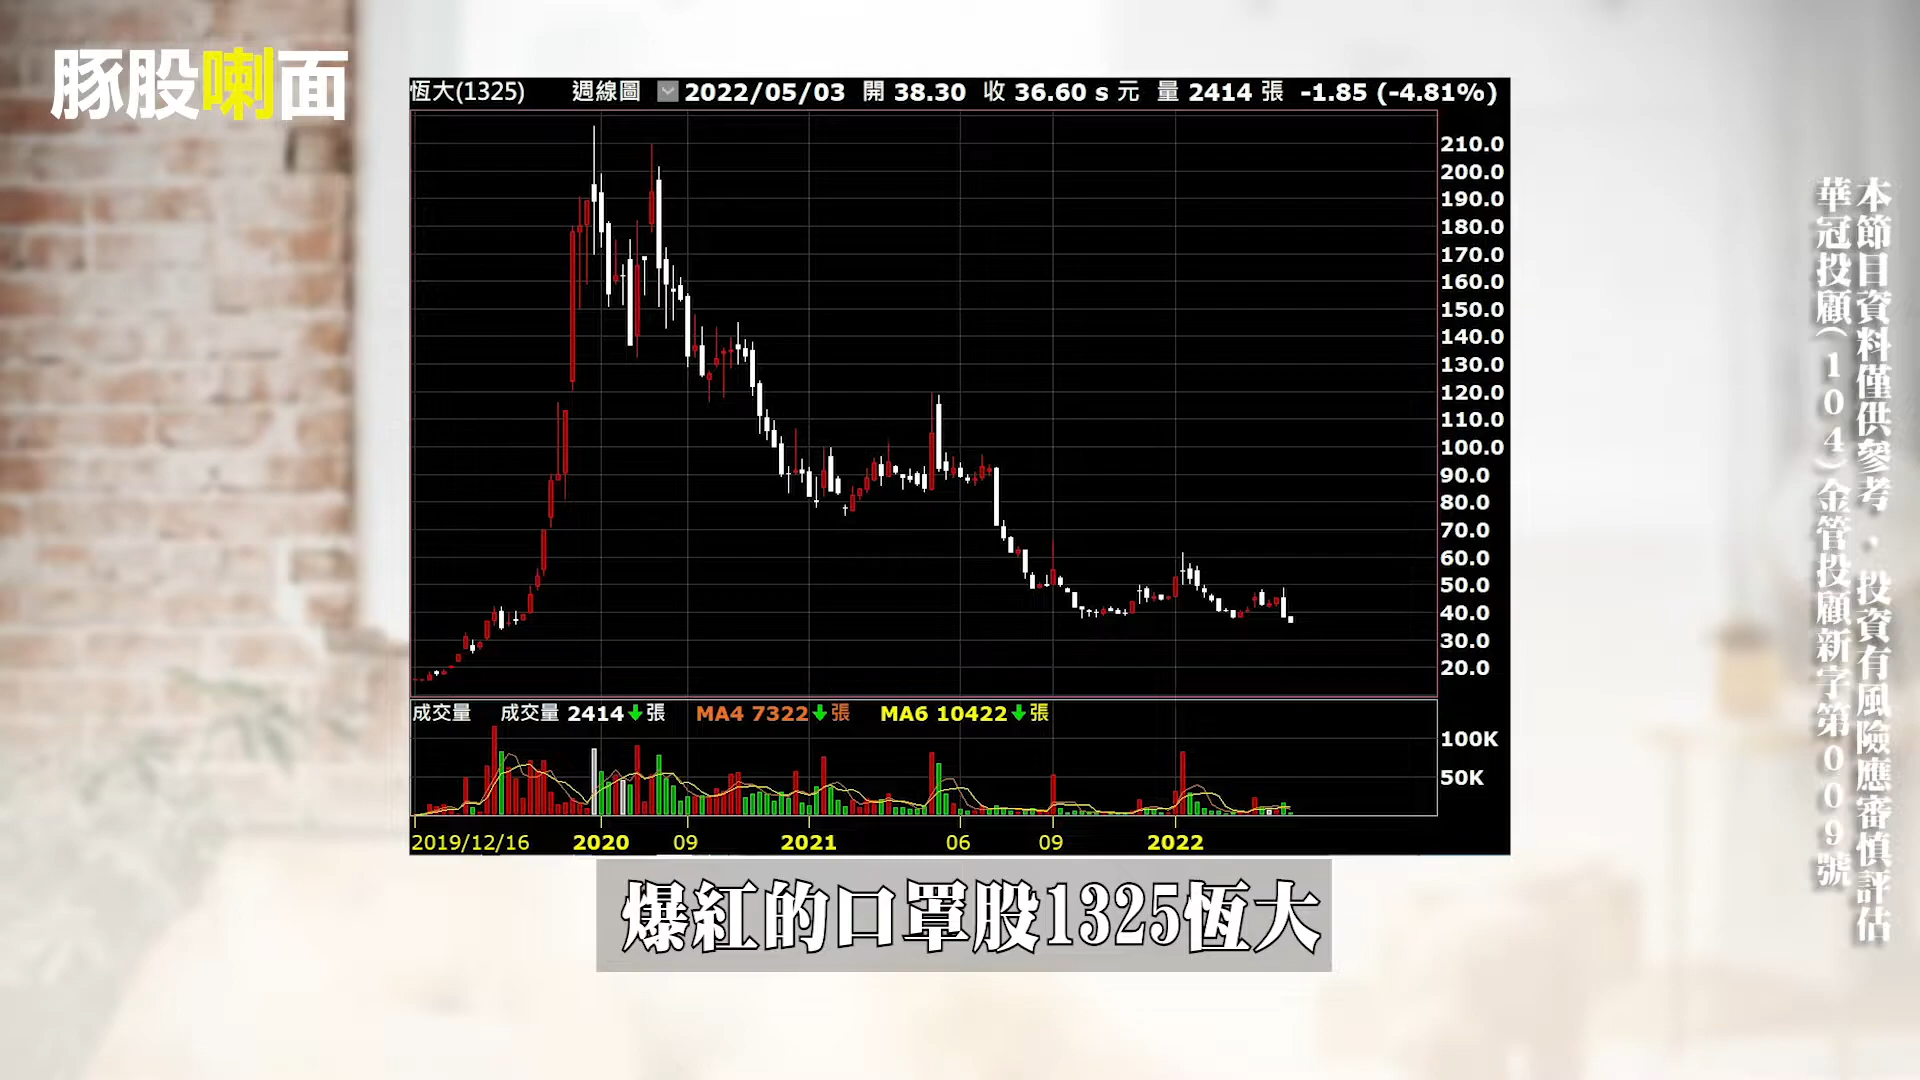 豚股喇面
恆大(1325) 週線圖 2022/05/03 開 38.30 收 36.60 s 元 量 2414 張 -1.85 (-4.81%)
210.0
200.0
190.0
180.0
170.0
160.0
150.0
140.0
130.0
120.0
110.0
100.0
90.0
80.0
70.0
60.0
50.0
40.0
30.0
20.0
成交量 成交量 2414↓張 MA4 7322↓張 MA6 10422↓張
100K
50K
2019/12/16 2020 09 2021 06 09 2022
爆紅的口罩股1325恆大
本節目資料僅供參考，投資有風險應審慎評估
華冠投顧(104)金管投顧新字第009號